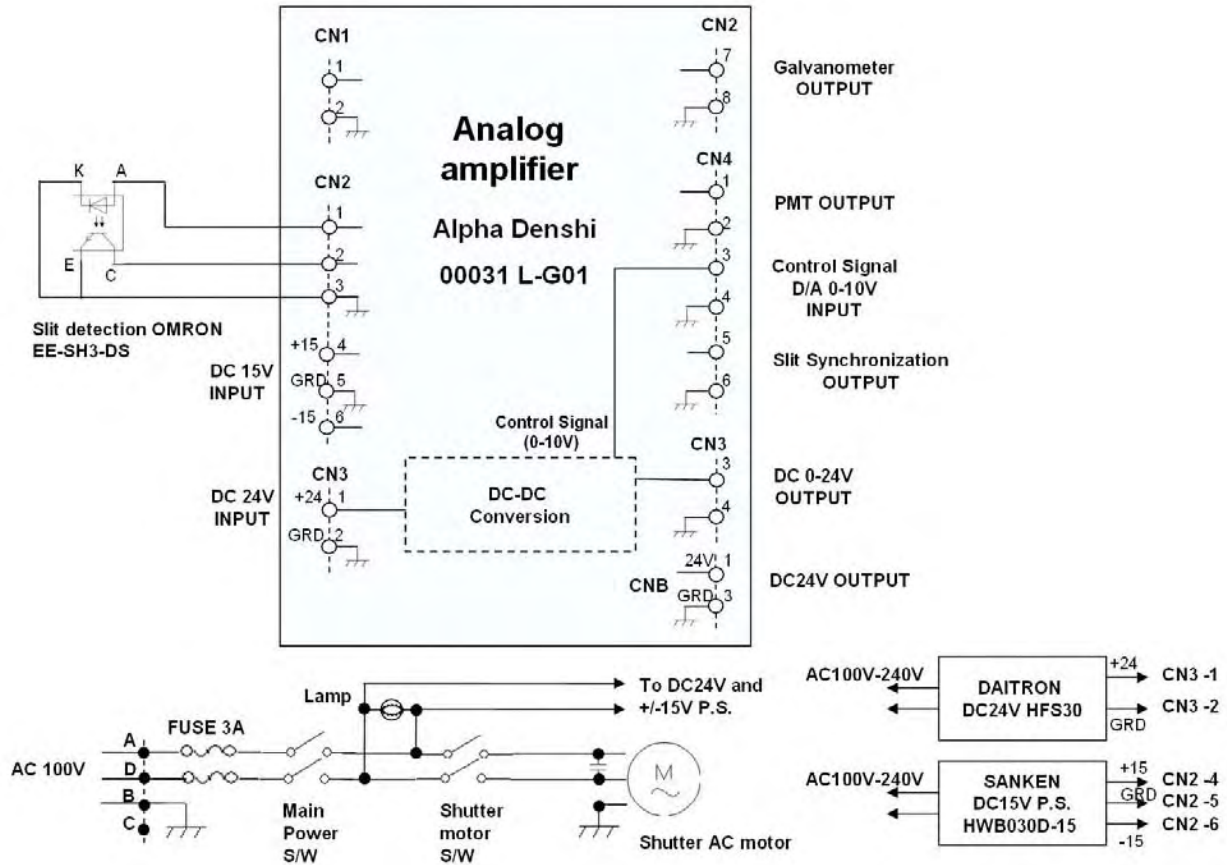 CN1
1
2
K A
E C
Slit detection OMRON
EE-SH3-DS
CN2
1
2
3
DC 15V
INPUT
+15 4
GRD 5
-15 6
DC 24V
INPUT
CN3
+24 1
GRD 2
Analog
amplifier
Alpha Denshi
00031 L-G01
Control Signal
(0-10V)
DC-DC
Conversion
CN2
7
8
Galvanometer
OUTPUT
CN4
1
2
PMT OUTPUT
3
4
Control Signal
D/A 0-10V
INPUT
5
6
Slit Synchronization
OUTPUT
CN3
3
4
DC 0-24V
OUTPUT
CNB
24V 1
GRD 3
DC24V OUTPUT
AC 100V
A
D
B
C
FUSE 3A
Main
Power
S/W
Lamp
Shutter
motor
S/W
To DC24V and
+/-15V P.S.
M
Shutter AC motor
AC100V-240V
DAITRON
DC24V HFS30
+24
GRD
CN3 -1
CN3 -2
AC100V-240V
SANKEN
DC15V P.S.
HWB030D-15
+15
GRD
-15
CN2 -4
CN2 -5
CN2 -6